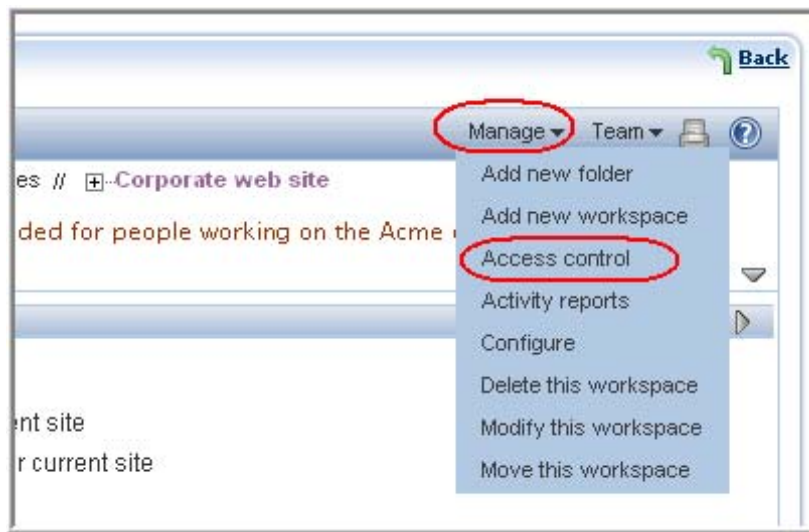 Back
Manage Team
es // Corporate web site
Add new folder
Add new workspace
ded for people working on the Acme
Access control
Activity reports
Configure
Delete this workspace
ent site
Modify this workspace
r current site
Move this workspace